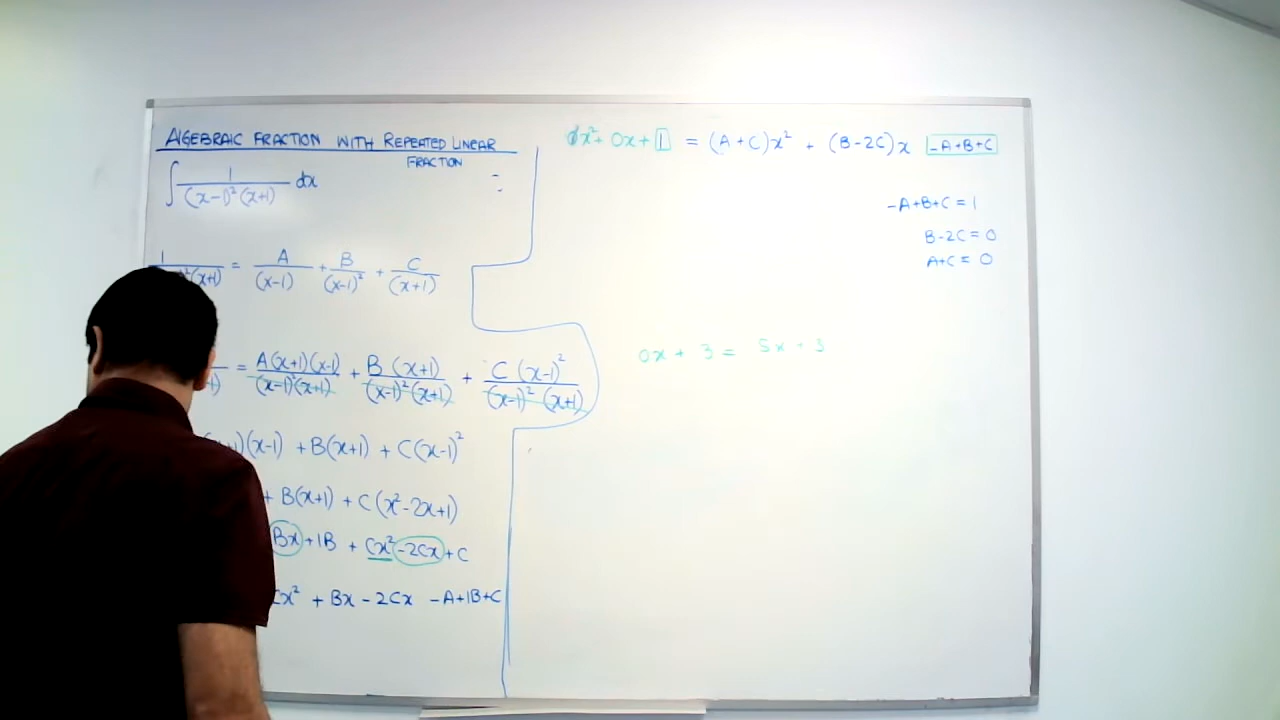 ALGEBRAIC FRACTION WITH REPEATED LINEAR
FRACTION
∫ 1/((x-1)²(x+1)) dx
:
1/( ²(x+1)) = A/(x-1) + B/(x-1)² + C/(x+1)
= A(x+1)(x-1)/((x-1)²(x+1)) + B(x+1)/((x-1)²(x+1)) + C(x-1)²/((x-1)²(x+1))
(x-1) + B(x+1) + C(x-1)²
+ B(x+1) + C(x²-2x+1)
Bx + 1B + Cx² - 2Cx + C
Cx² + Bx - 2Cx - A + 1B + C
0x² + 0x + 1 = (A+C)x² + (B-2C)x -A+B+C
-A+B+C = 1
B-2C = 0
A+C = 0
0x + 3 = 5x + 3